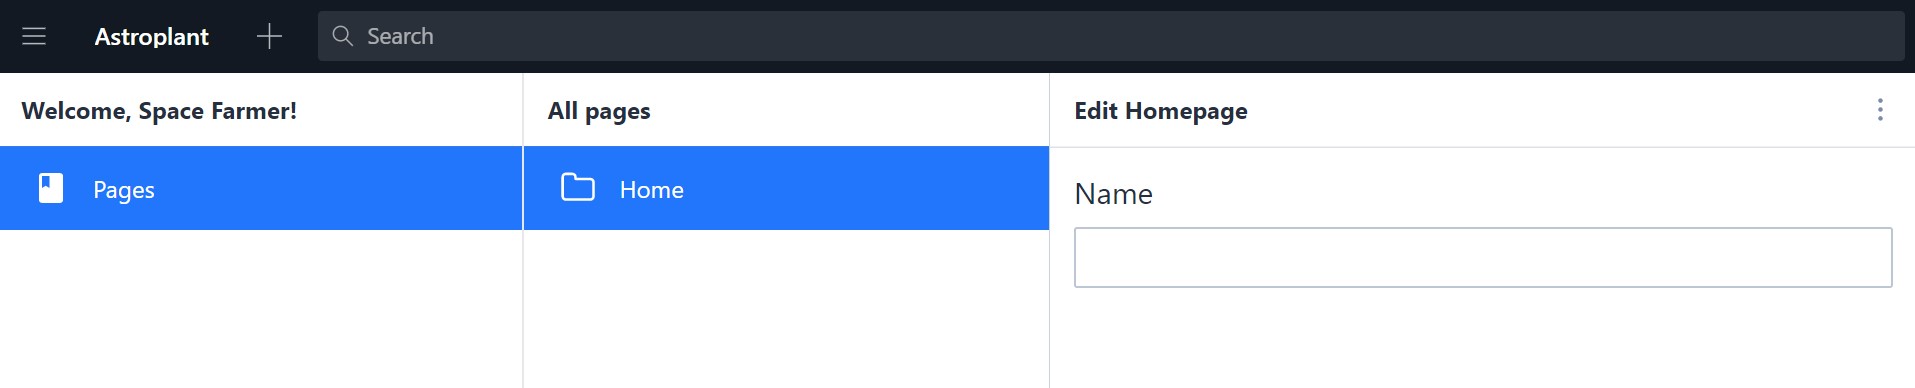 Astroplant
Search
Welcome, Space Farmer!
Pages
All pages
Home
Edit Homepage
Name